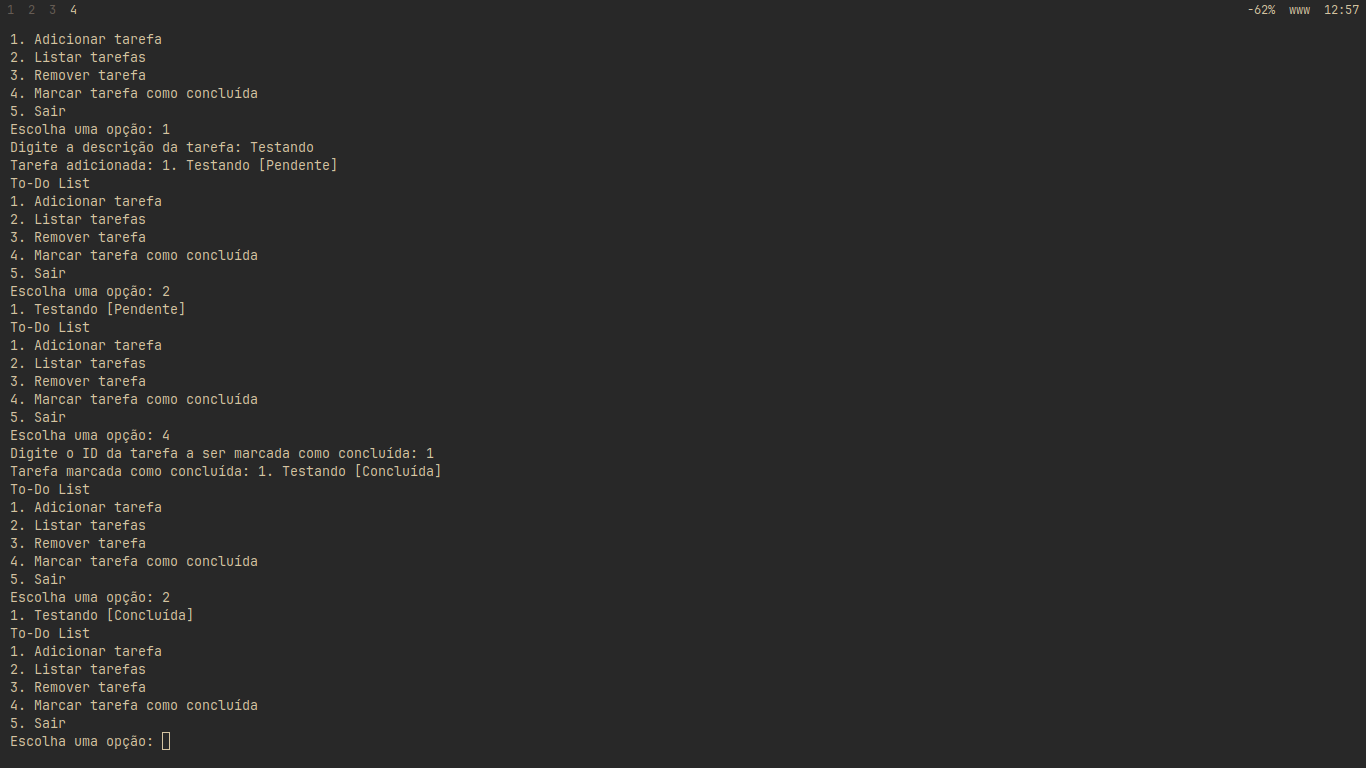 1 2 3 4 -62% www 12:57
1. Adicionar tarefa
2. Listar tarefas
3. Remover tarefa
4. Marcar tarefa como concluída
5. Sair
Escolha uma opção: 1
Digite a descrição da tarefa: Testando
Tarefa adicionada: 1. Testando [Pendente]
To-Do List
1. Adicionar tarefa
2. Listar tarefas
3. Remover tarefa
4. Marcar tarefa como concluída
5. Sair
Escolha uma opção: 2
1. Testando [Pendente]
To-Do List
1. Adicionar tarefa
2. Listar tarefas
3. Remover tarefa
4. Marcar tarefa como concluída
5. Sair
Escolha uma opção: 4
Digite o ID da tarefa a ser marcada como concluída: 1
Tarefa marcada como concluída: 1. Testando [Concluída]
To-Do List
1. Adicionar tarefa
2. Listar tarefas
3. Remover tarefa
4. Marcar tarefa como concluída
5. Sair
Escolha uma opção: 2
1. Testando [Concluída]
To-Do List
1. Adicionar tarefa
2. Listar tarefas
3. Remover tarefa
4. Marcar tarefa como concluída
5. Sair
Escolha uma opção: